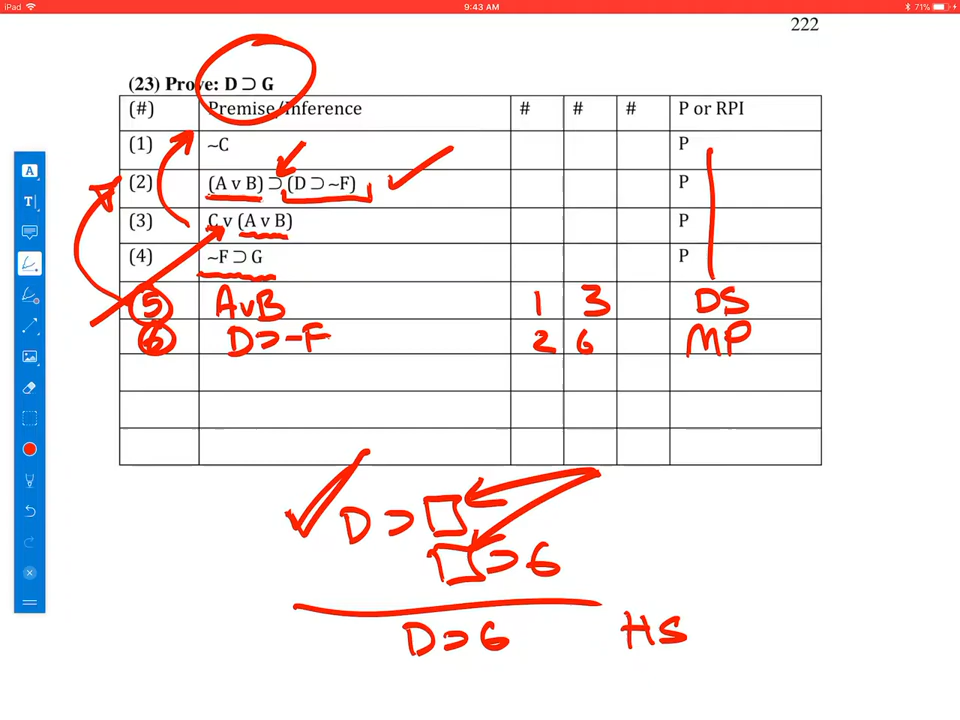 iPad 9:43 AM 71%
222
(23) Prove: D ⊃ G
(#) Premise/Inference # # # P or RPI
(1) ~C P
(2) (A v B) ⊃ (D ⊃ ~F) P
(3) C v (A v B) P
(4) ~F ⊃ G P
5 AvB 1 3 DS
6 D⊃~F 2 6 MP
A
T
D ⊃ □
□ ⊃ G
D ⊃ G HS